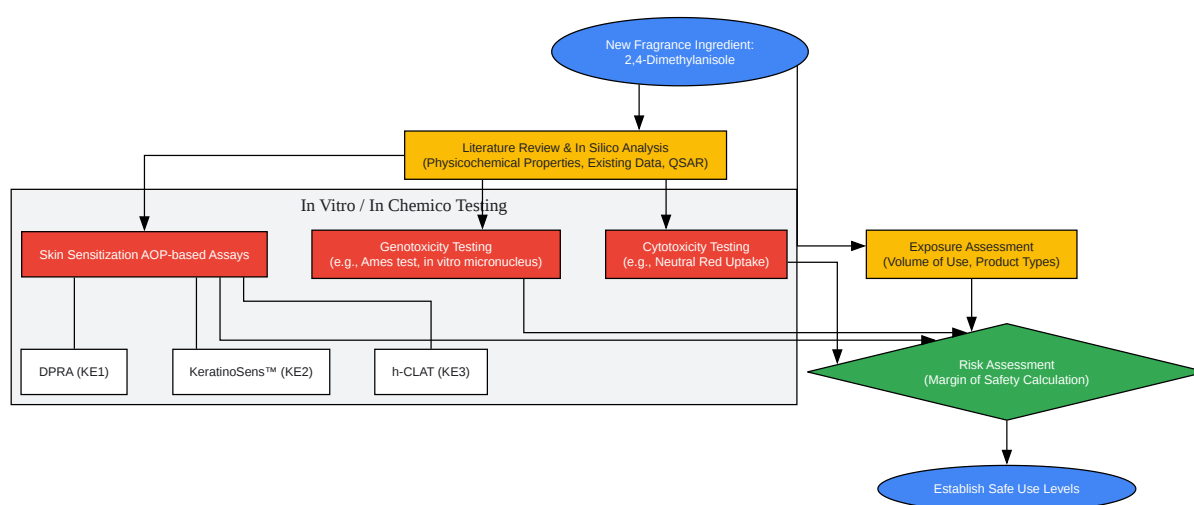 New Fragrance Ingredient:
2,4-Dimethylanisole
Literature Review & In Silico Analysis
(Physicochemical Properties, Existing Data, QSAR)
In Vitro / In Chemico Testing
Skin Sensitization AOP-based Assays
Genotoxicity Testing
(e.g., Ames test, in vitro micronucleus)
Cytotoxicity Testing
(e.g., Neutral Red Uptake)
Exposure Assessment
(Volume of Use, Product Types)
DPRA (KE1)
KeratinoSens™ (KE2)
h-CLAT (KE3)
Risk Assessment
(Margin of Safety Calculation)
Establish Safe Use Levels